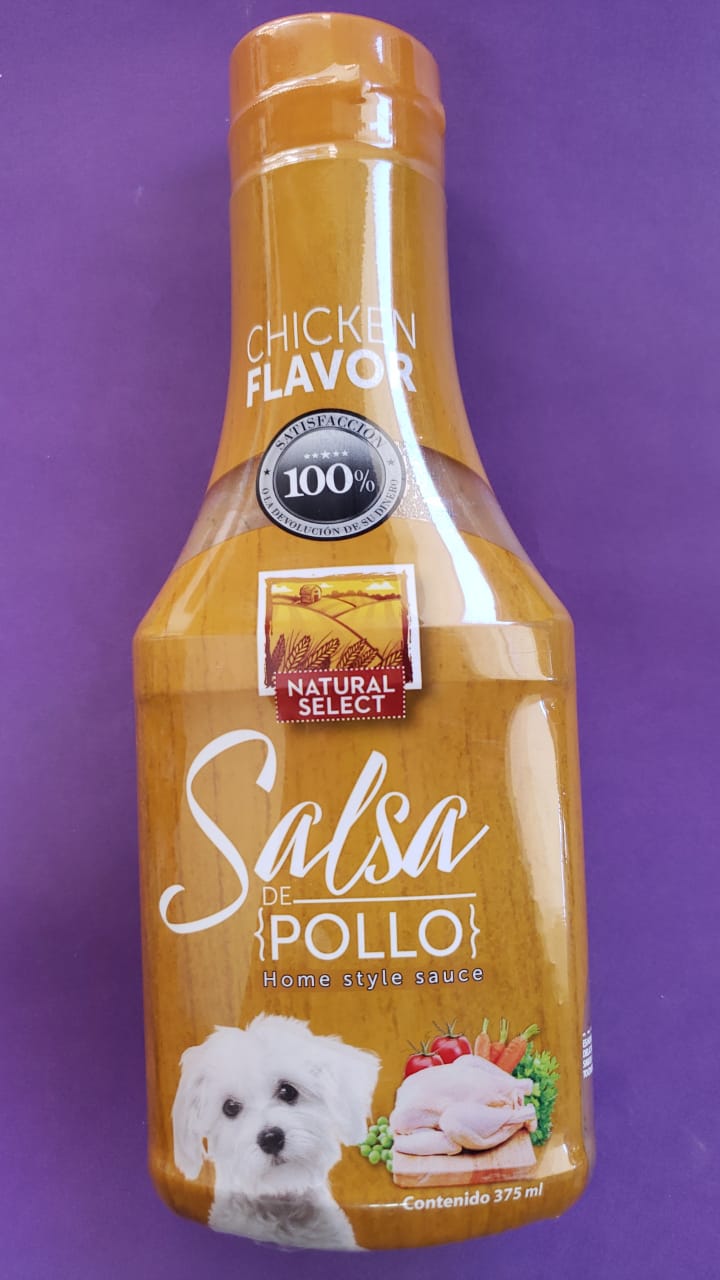 CHICKEN
FLAVOR
SATISFACCIÓN
100%
O LA DEVOLUCIÓN DE SU DINERO
NATURAL
SELECT
Salsa
DE
{POLLO}
Home style sauce
Contenido 375 ml